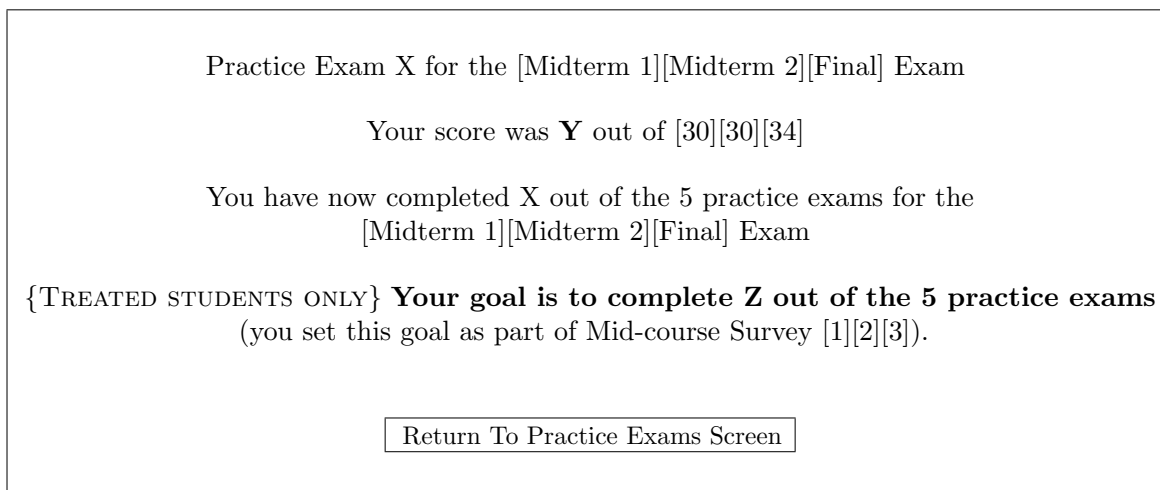 Practice Exam X for the [Midterm 1][Midterm 2][Final] Exam
Your score was Y out of [30][30][34]
You have now completed X out of the 5 practice exams for the
[Midterm 1][Midterm 2][Final] Exam
{TREATED STUDENTS ONLY} Your goal is to complete Z out of the 5 practice exams
(you set this goal as part of Mid-course Survey [1][2][3]).
Return To Practice Exams Screen